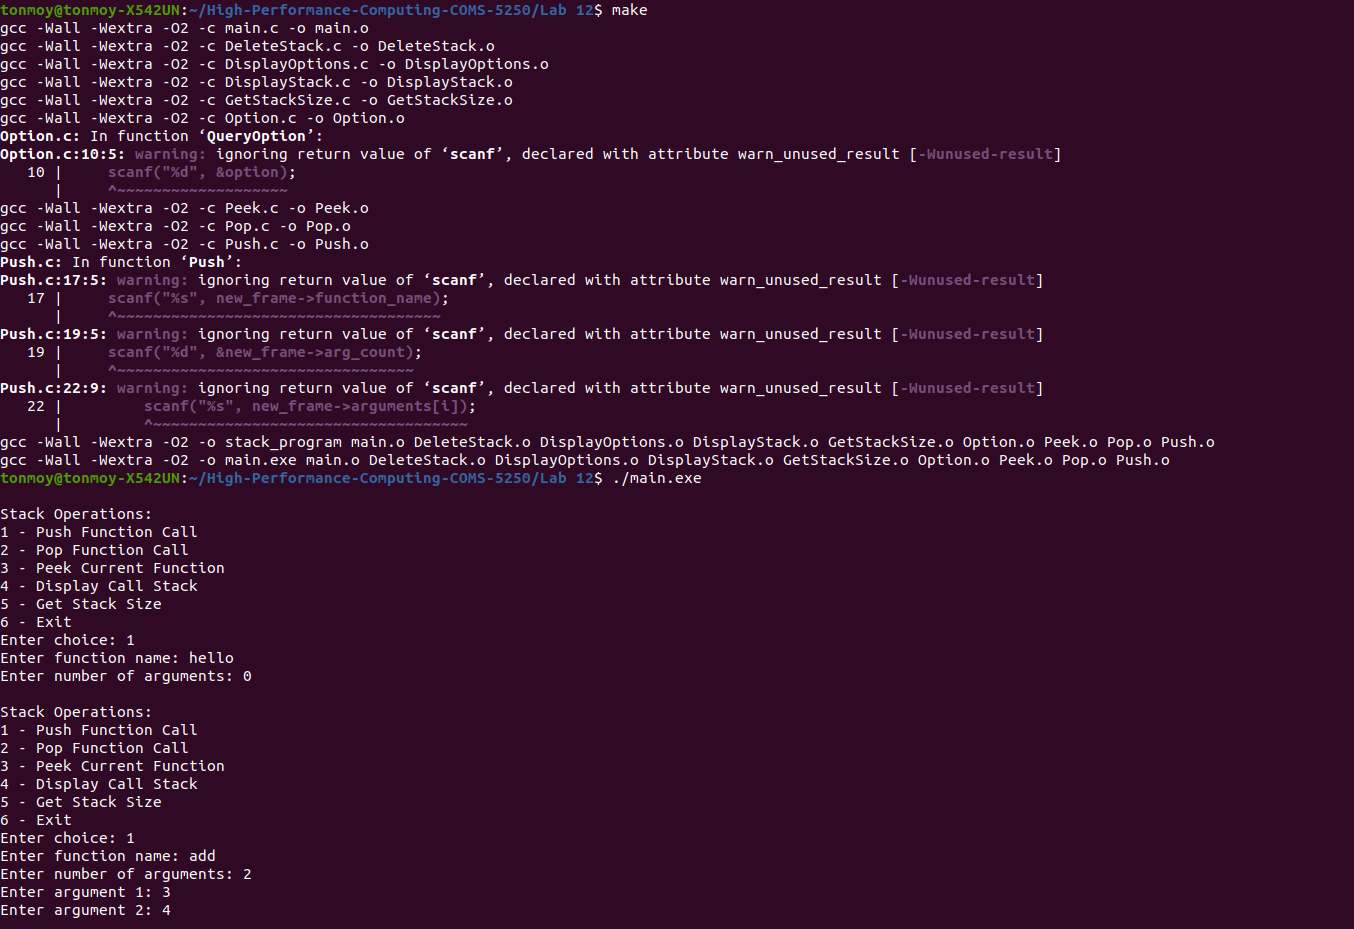 tonmoy@tonmoy-X542UN:~/High-Performance-Computing-COMS-5250/Lab 12$ make
gcc -Wall -Wextra -O2 -c main.c -o main.o
gcc -Wall -Wextra -O2 -c DeleteStack.c -o DeleteStack.o
gcc -Wall -Wextra -O2 -c DisplayOptions.c -o DisplayOptions.o
gcc -Wall -Wextra -O2 -c DisplayStack.c -o DisplayStack.o
gcc -Wall -Wextra -O2 -c GetStackSize.c -o GetStackSize.o
gcc -Wall -Wextra -O2 -c Option.c -o Option.o
Option.c: In function ‘QueryOption’:
Option.c:10:5: warning: ignoring return value of ‘scanf’, declared with attribute warn_unused_result [-Wunused-result]
   10 |     scanf("%d", &option);
      |     ^~~~~~~~~~~~~~~~~~~~
gcc -Wall -Wextra -O2 -c Peek.c -o Peek.o
gcc -Wall -Wextra -O2 -c Pop.c -o Pop.o
gcc -Wall -Wextra -O2 -c Push.c -o Push.o
Push.c: In function ‘Push’:
Push.c:17:5: warning: ignoring return value of ‘scanf’, declared with attribute warn_unused_result [-Wunused-result]
   17 |     scanf("%s", new_frame->function_name);
      |     ^~~~~~~~~~~~~~~~~~~~~~~~~~~~~~~~~~~~~
Push.c:19:5: warning: ignoring return value of ‘scanf’, declared with attribute warn_unused_result [-Wunused-result]
   19 |     scanf("%d", &new_frame->arg_count);
      |     ^~~~~~~~~~~~~~~~~~~~~~~~~~~~~~~~~~
Push.c:22:9: warning: ignoring return value of ‘scanf’, declared with attribute warn_unused_result [-Wunused-result]
   22 |         scanf("%s", new_frame->arguments[i]);
      |         ^~~~~~~~~~~~~~~~~~~~~~~~~~~~~~~~~~~~
gcc -Wall -Wextra -O2 -o stack_program main.o DeleteStack.o DisplayOptions.o DisplayStack.o GetStackSize.o Option.o Peek.o Pop.o Push.o
gcc -Wall -Wextra -O2 -o main.exe main.o DeleteStack.o DisplayOptions.o DisplayStack.o GetStackSize.o Option.o Peek.o Pop.o Push.o
tonmoy@tonmoy-X542UN:~/High-Performance-Computing-COMS-5250/Lab 12$ ./main.exe

Stack Operations:
1 - Push Function Call
2 - Pop Function Call
3 - Peek Current Function
4 - Display Call Stack
5 - Get Stack Size
6 - Exit
Enter choice: 1
Enter function name: hello
Enter number of arguments: 0

Stack Operations:
1 - Push Function Call
2 - Pop Function Call
3 - Peek Current Function
4 - Display Call Stack
5 - Get Stack Size
6 - Exit
Enter choice: 1
Enter function name: add
Enter number of arguments: 2
Enter argument 1: 3
Enter argument 2: 4